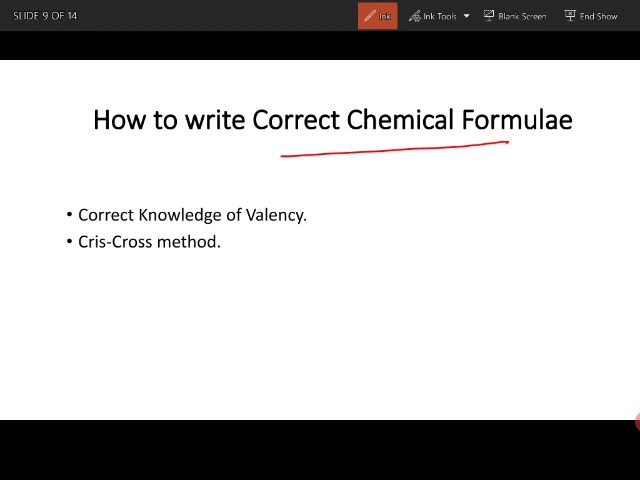 SLIDE 9 OF 14
Ink
Ink Tools
Blank Screen
End Show
How to write Correct Chemical Formulae
• Correct Knowledge of Valency.
• Cris-Cross method.